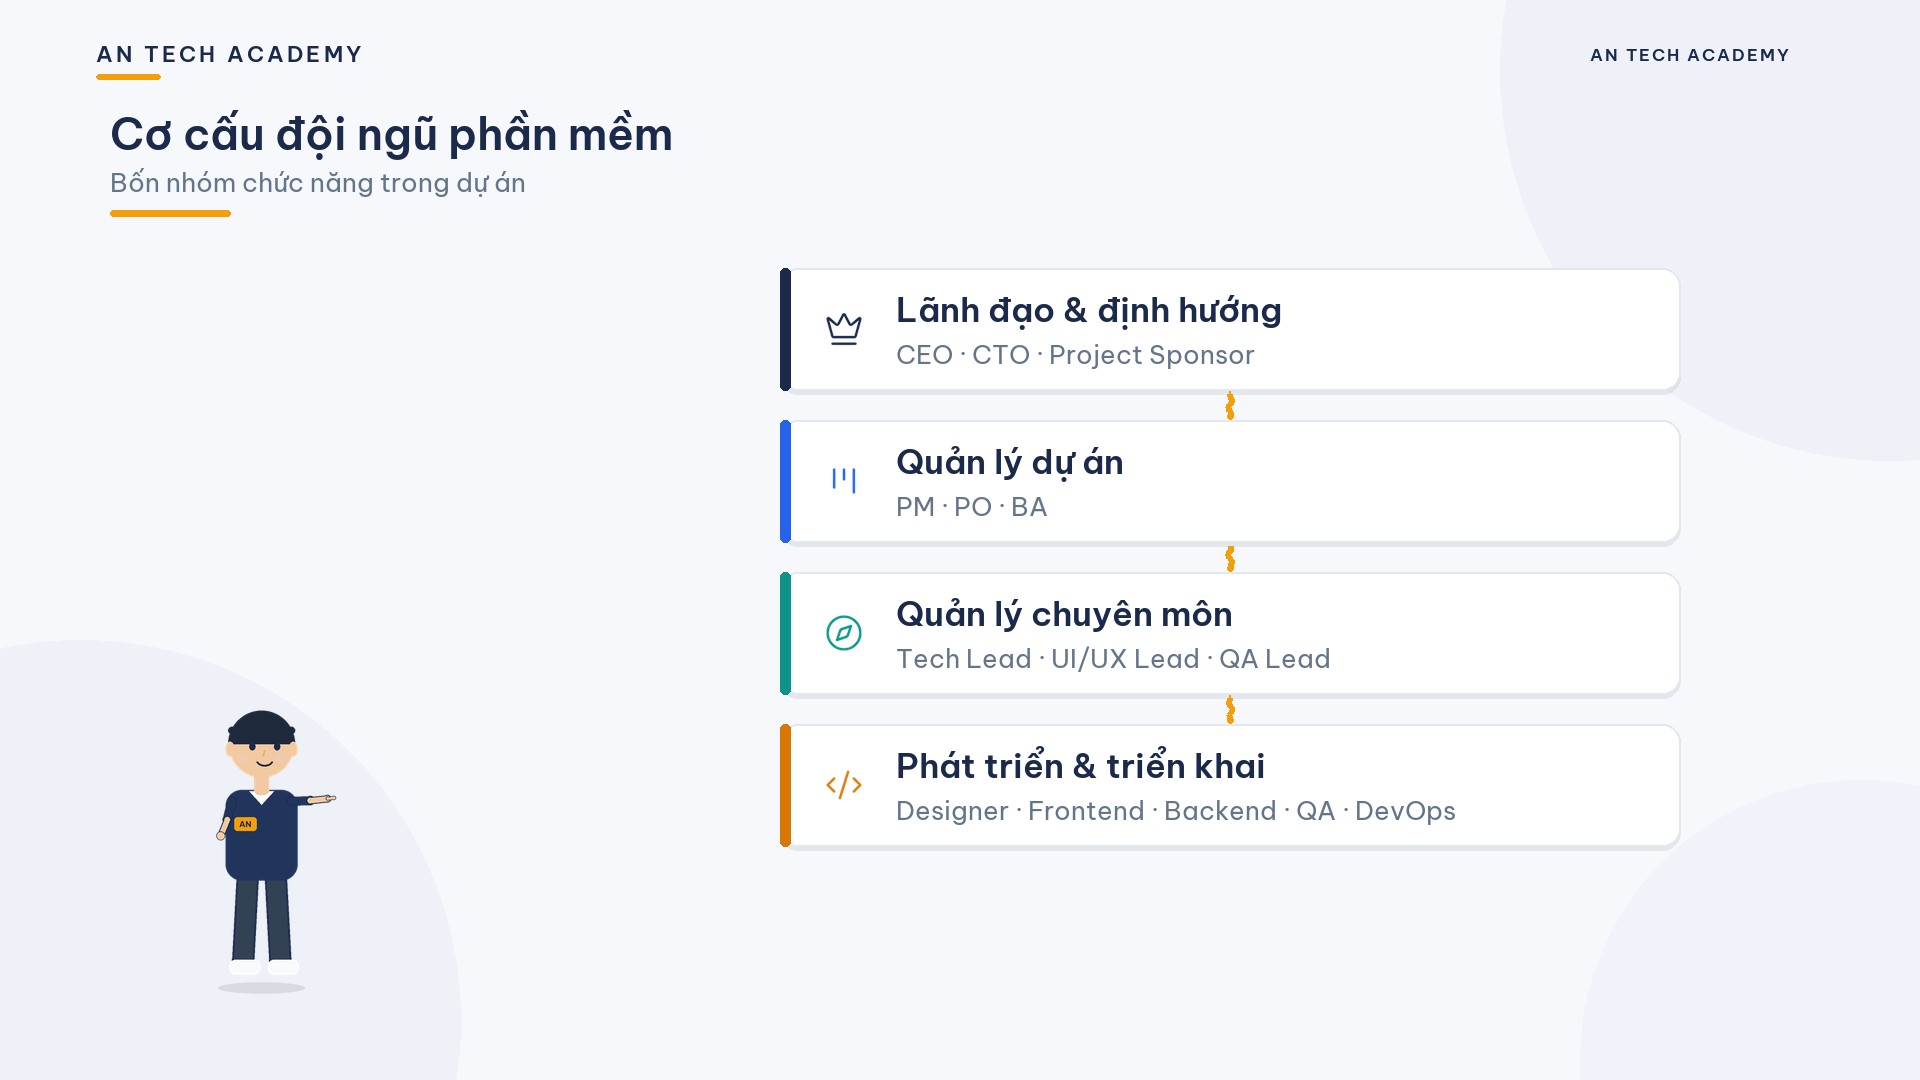 AN TECH ACADEMY
AN TECH ACADEMY
Cơ cấu đội ngũ phần mềm
Bốn nhóm chức năng trong dự án
Lãnh đạo & định hướng
CEO · CTO · Project Sponsor
Quản lý dự án
PM · PO · BA
Quản lý chuyên môn
Tech Lead · UI/UX Lead · QA Lead
Phát triển & triển khai
Designer · Frontend · Backend · QA · DevOps
AN